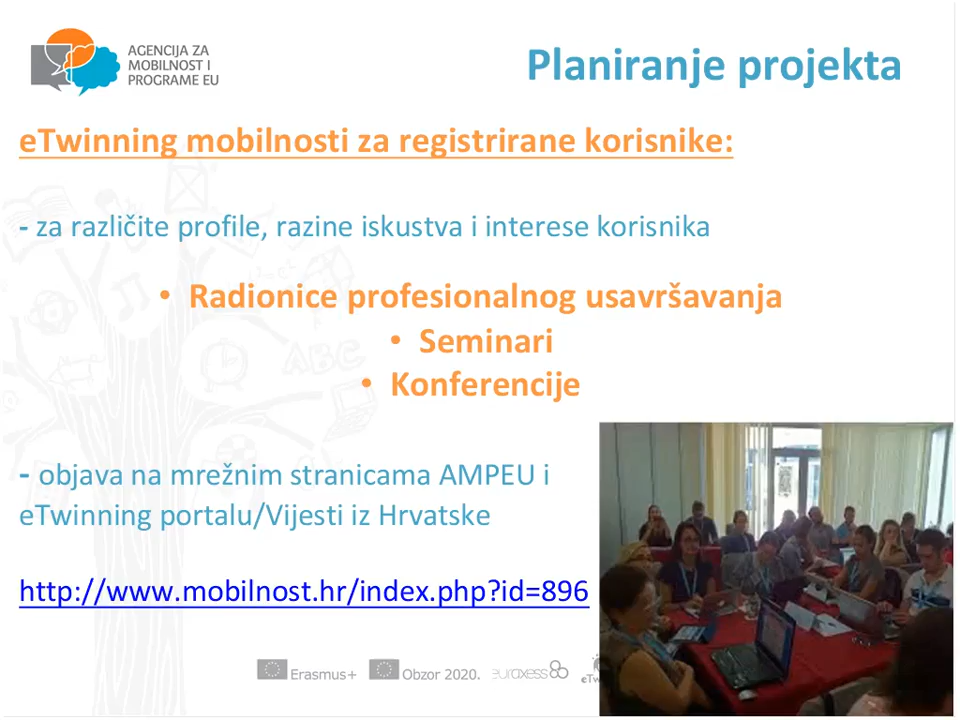 AGENCIJA ZA
MOBILNOST I
PROGRAME EU
Planiranje projekta
eTwinning mobilnosti za registrirane korisnike:
- za različite profile, razine iskustva i interese korisnika
• Radionice profesionalnog usavršavanja
• Seminari
• Konferencije
- objava na mrežnim stranicama AMPEU i
eTwinning portalu/Vijesti iz Hrvatske
http://www.mobilnost.hr/index.php?id=896
ABC
Erasmus+
Obzor 2020.
euraxess
eTw